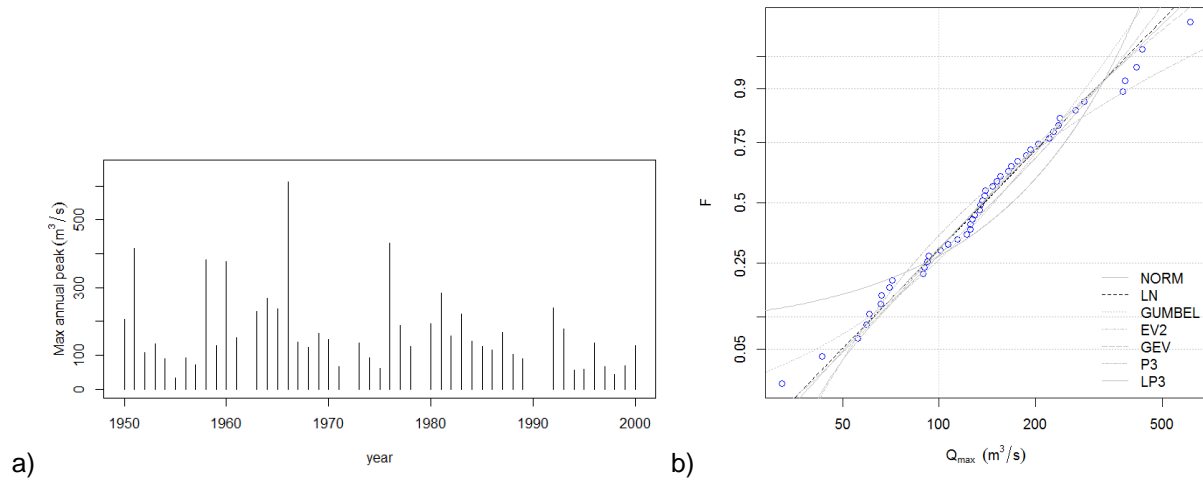 Max annual peak (m³/s)
500
300
100
0
1950
1960
1970
1980
1990
2000
year
a)
F
0.9
0.75
0.5
0.25
0.05
NORM
LN
GUMBEL
EV2
GEV
P3
LP3
50
100
200
500
Qmax (m³/s)
b)